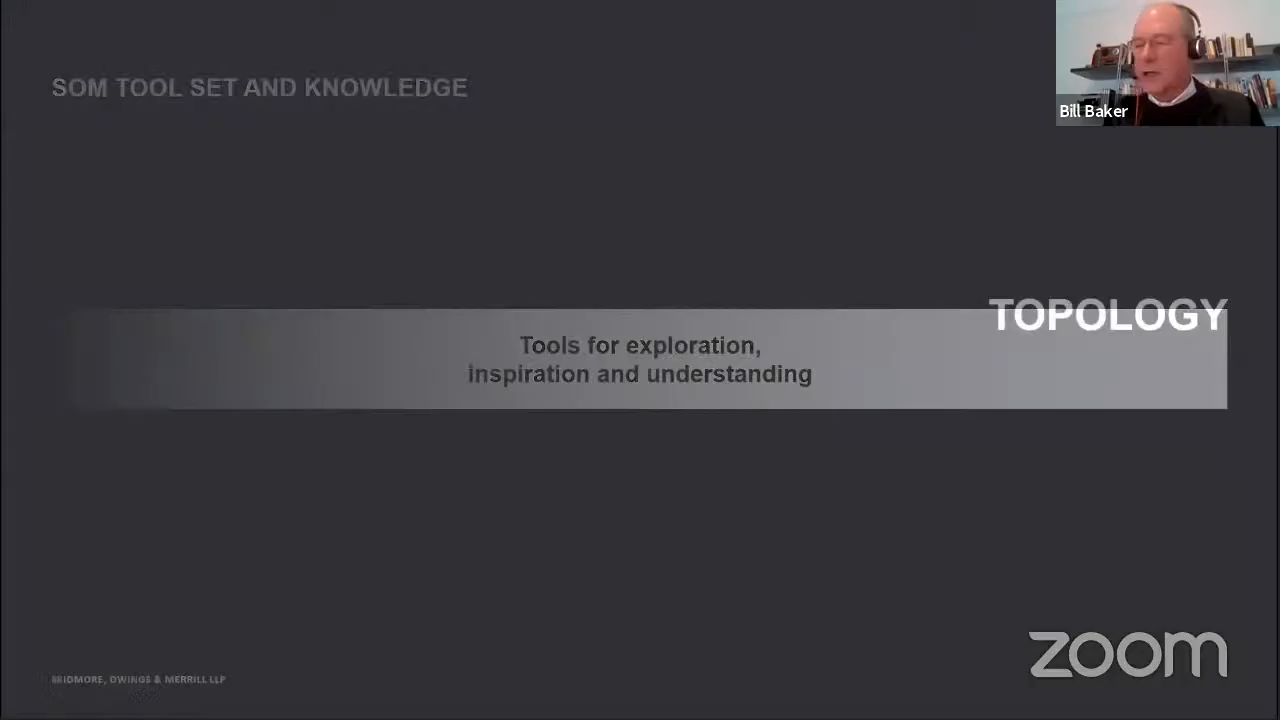 SOM TOOL SET AND KNOWLEDGE
Bill Baker
TOPOLOGY
Tools for exploration,
inspiration and understanding
zoom
SKIDMORE, OWINGS & MERRILL LLP